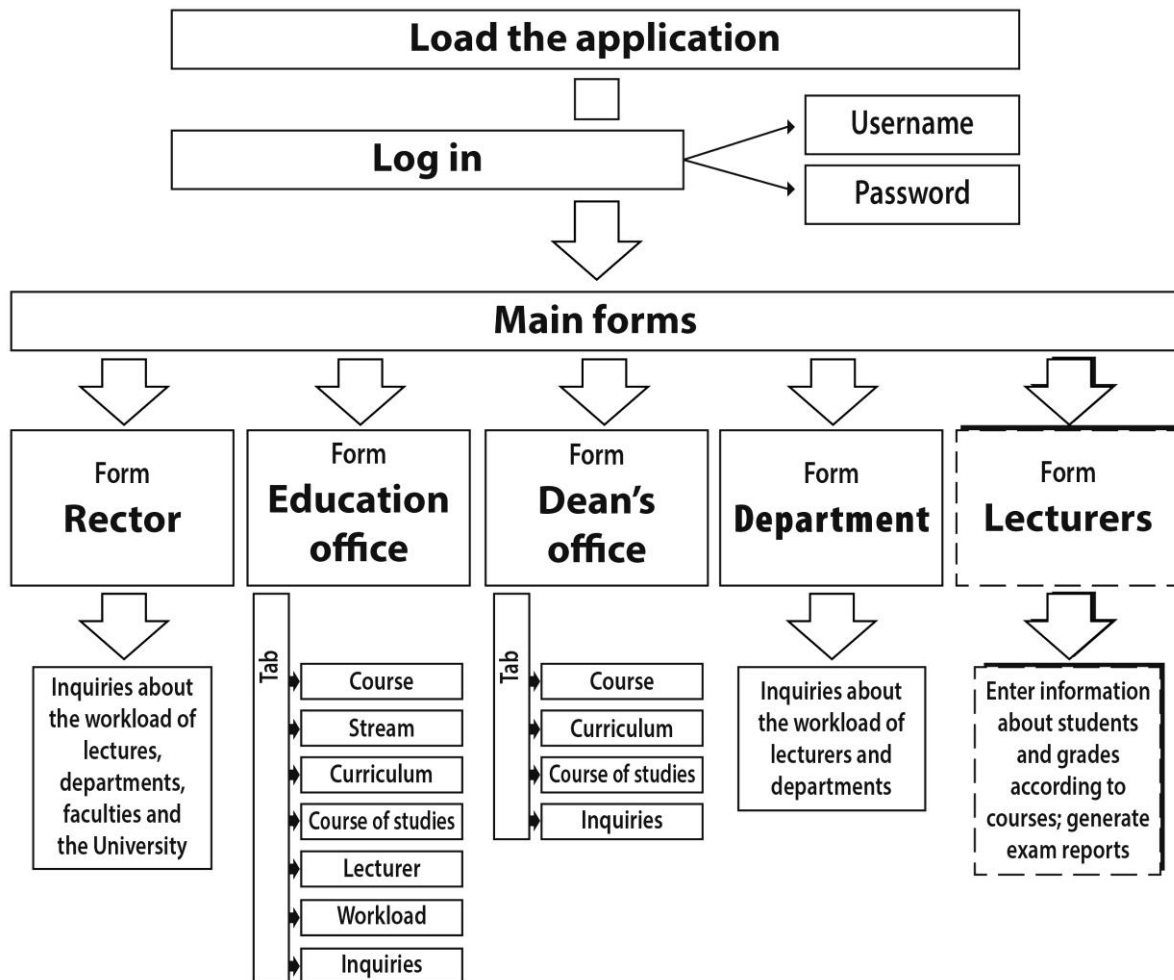 Load the application
Log in
Username
Password
Main forms
Form
Rector
Form
Education
office
Form
Dean's
office
Form
Department
Form
Lecturers
Inquiries about
the workload of
lectures,
departments,
faculties and
the University
Tab
Course
Stream
Curriculum
Course of studies
Lecturer
Workload
Inquiries
Tab
Course
Curriculum
Course of studies
Inquiries
Inquiries about
the workload of
lecturers and
departments
Enter information
about students
and grades
according to
courses; generate
exam reports